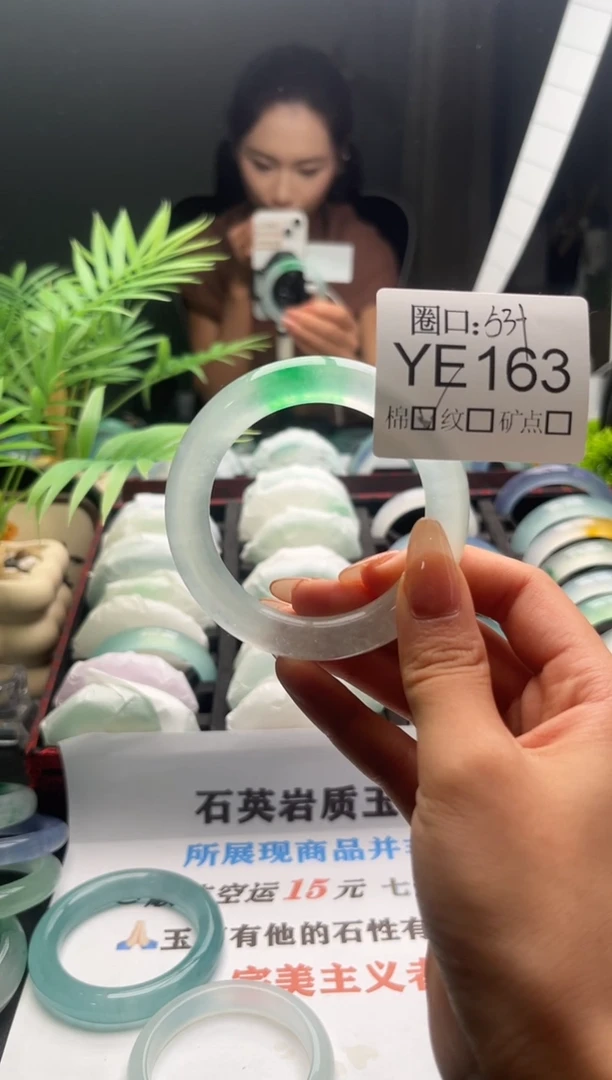 圈口:53+
YE163
棉☑纹□矿点□
石英岩质玉
所展现商品并
空运15元 七
玉 有他的石性有
完美主义者